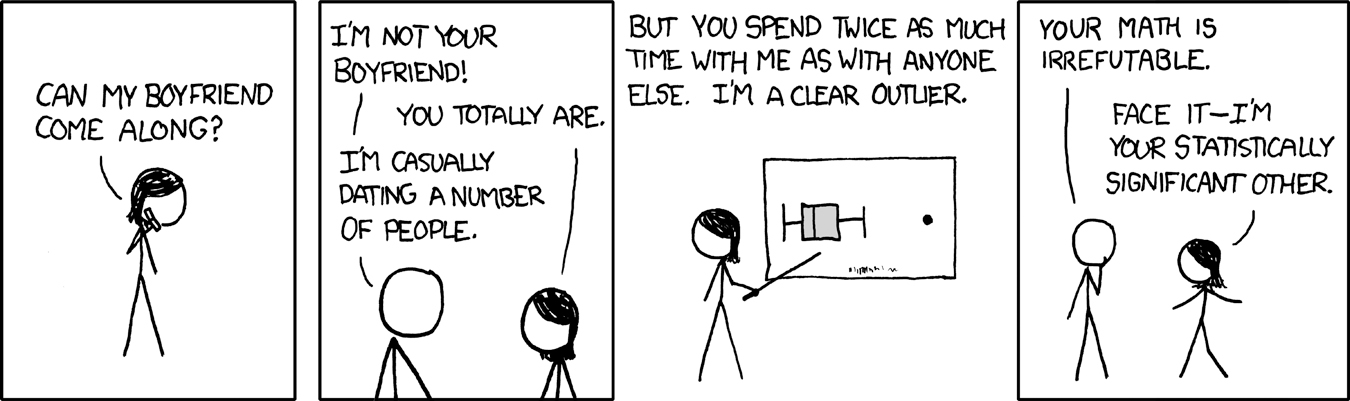 CAN MY BOYFRIEND
COME ALONG?
I'M NOT YOUR
BOYFRIEND!
YOU TOTALLY ARE.
I'M CASUALLY
DATING A NUMBER
OF PEOPLE.
BUT YOU SPEND TWICE AS MUCH
TIME WITH ME AS WITH ANYONE
ELSE. I'M A CLEAR OUTLIER.
YOUR MATH IS
IRREFUTABLE.
FACE IT—I'M
YOUR STATISTICALLY
SIGNIFICANT OTHER.